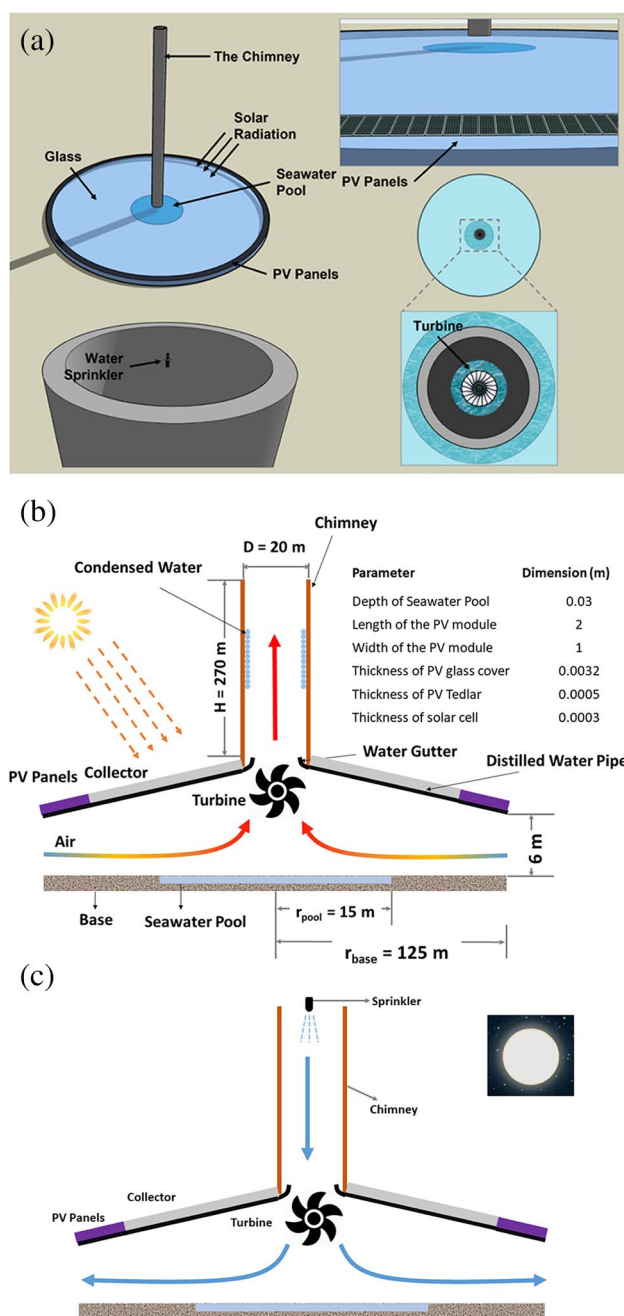 (a)
The Chimney
Solar
Radiation
Glass
Seawater
Pool
PV Panels
PV Panels
Water
Sprinkler
Turbine
(b)
Chimney
D = 20 m
Condensed Water
H = 270 m
Parameter Dimension (m)
Depth of Seawater Pool 0.03
Length of the PV module 2
Width of the PV module 1
Thickness of PV glass cover 0.0032
Thickness of PV Tedlar 0.0005
Thickness of solar cell 0.0003
Water Gutter
Distilled Water Pipe
PV Panels
Collector
Turbine
Air
6 m
Base
Seawater Pool
r pool = 15 m
r base = 125 m
(c)
Sprinkler
Chimney
Collector
PV Panels
Turbine